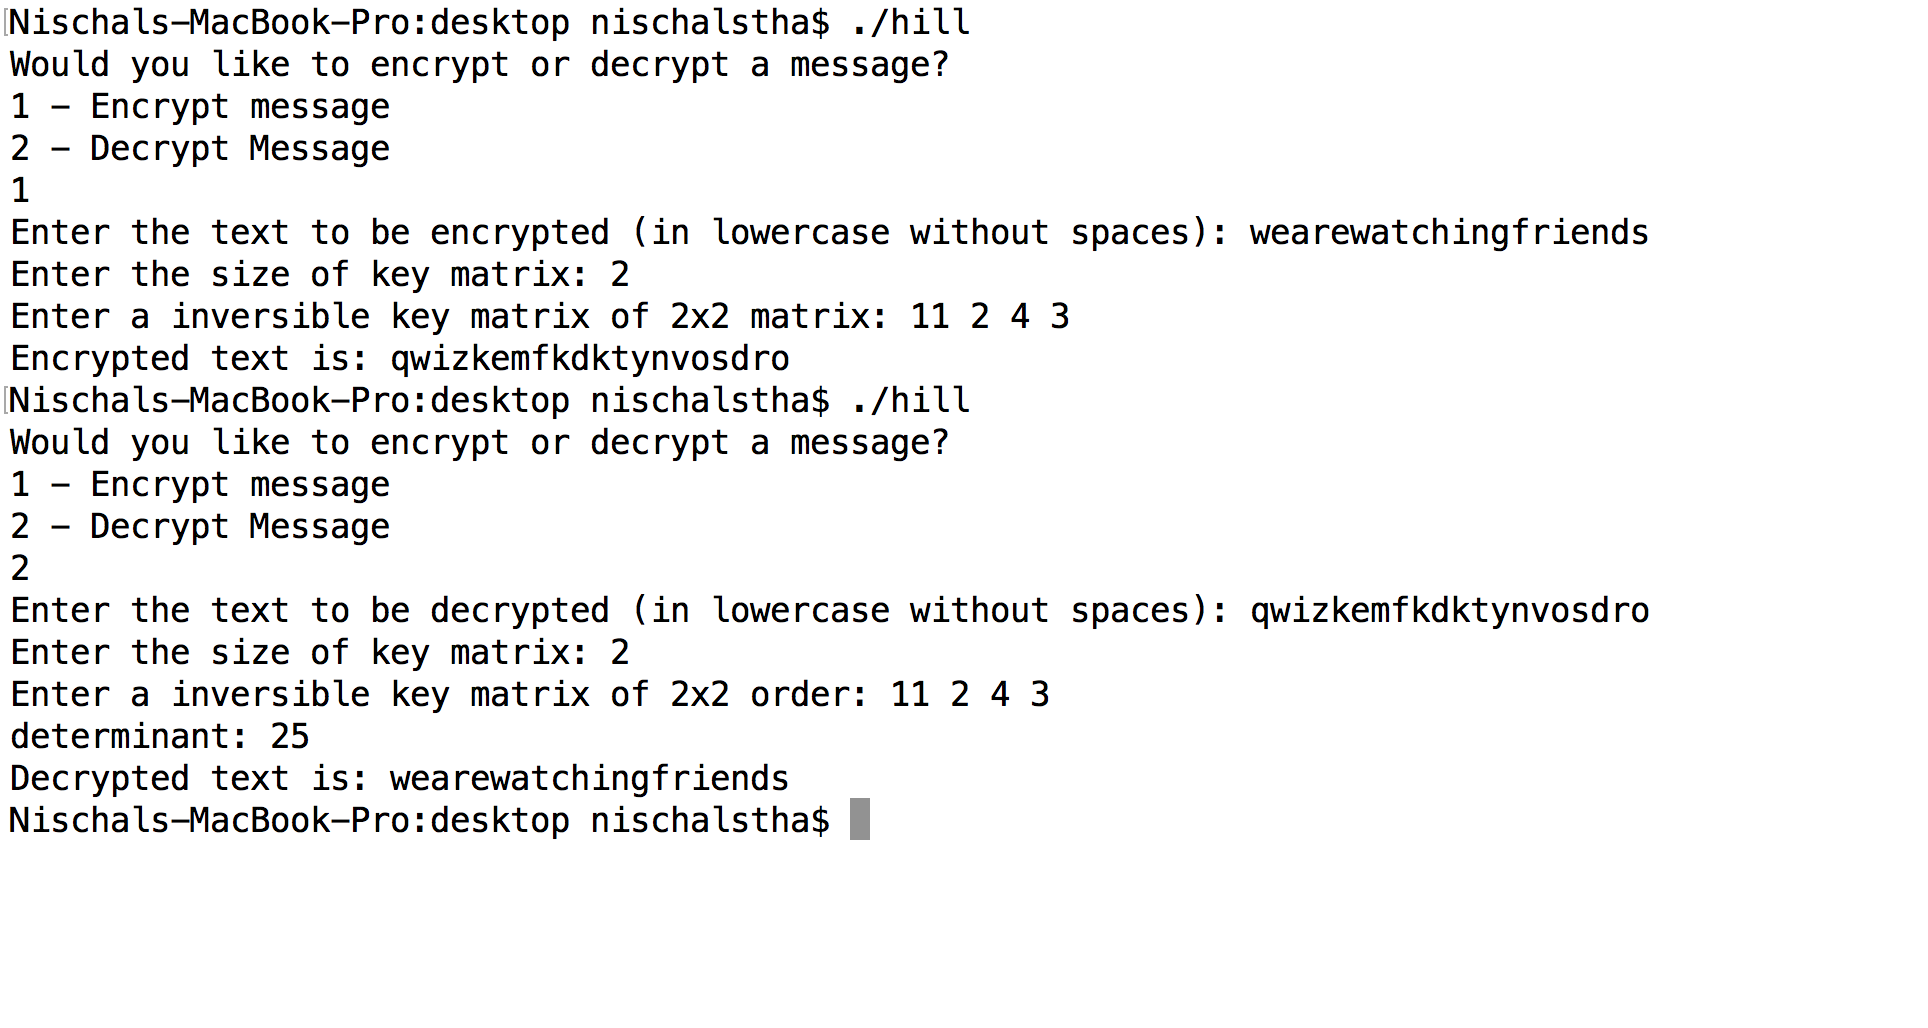 Nischals-MacBook-Pro:desktop nischalstha$ ./hill
Would you like to encrypt or decrypt a message?
1 - Encrypt message
2 - Decrypt Message
1
Enter the text to be encrypted (in lowercase without spaces): wearewatchingfriends
Enter the size of key matrix: 2
Enter a inversible key matrix of 2x2 matrix: 11 2 4 3
Encrypted text is: qwizkemfkdktynvosdro
Nischals-MacBook-Pro:desktop nischalstha$ ./hill
Would you like to encrypt or decrypt a message?
1 - Encrypt message
2 - Decrypt Message
2
Enter the text to be decrypted (in lowercase without spaces): qwizkemfkdktynvosdro
Enter the size of key matrix: 2
Enter a inversible key matrix of 2x2 order: 11 2 4 3
determinant: 25
Decrypted text is: wearewatchingfriends
Nischals-MacBook-Pro:desktop nischalstha$